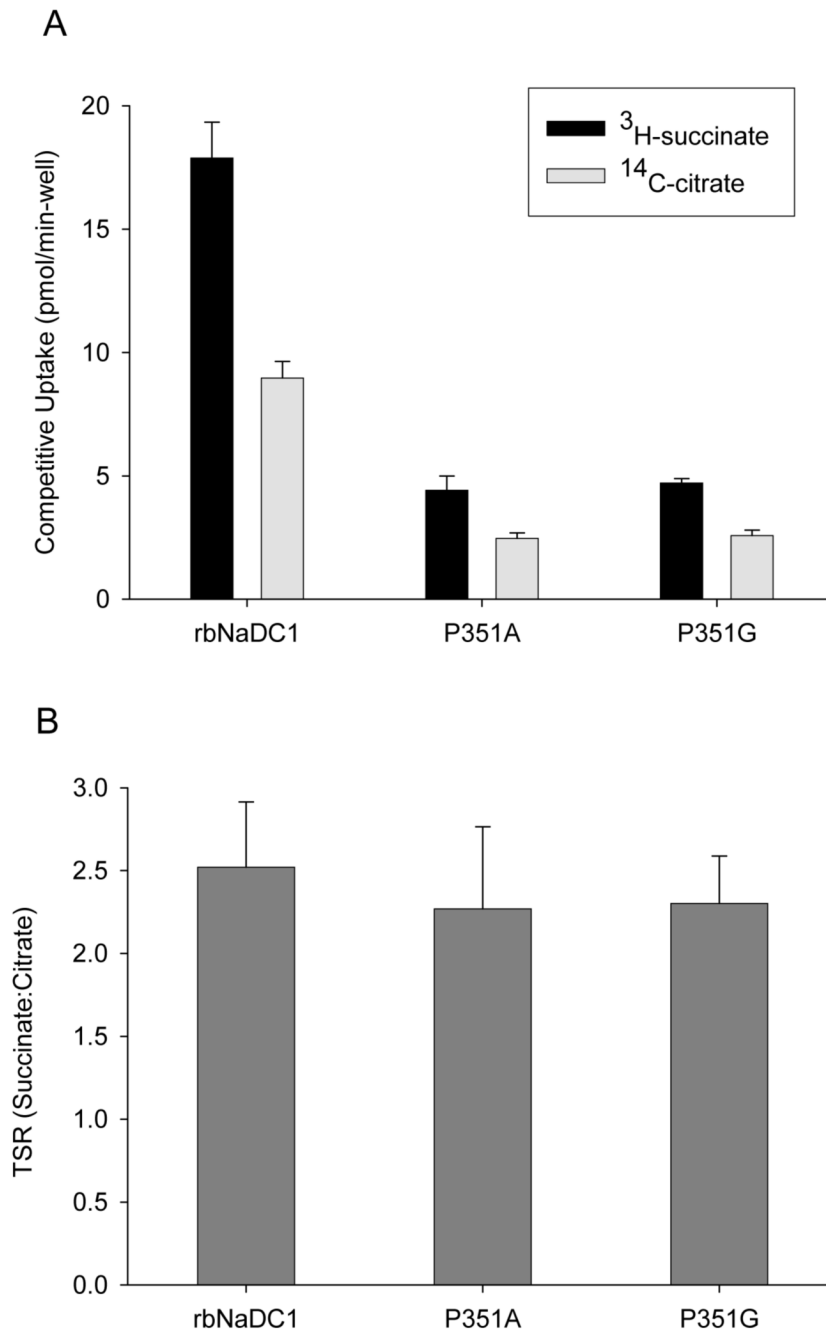 A
Competitive Uptake (pmol/min-well)
20
15
10
5
0
³H-succinate
¹⁴C-citrate
rbNaDC1 P351A P351G
B
TSR (Succinate:Citrate)
3.0
2.5
2.0
1.5
1.0
0.5
0.0
rbNaDC1 P351A P351G